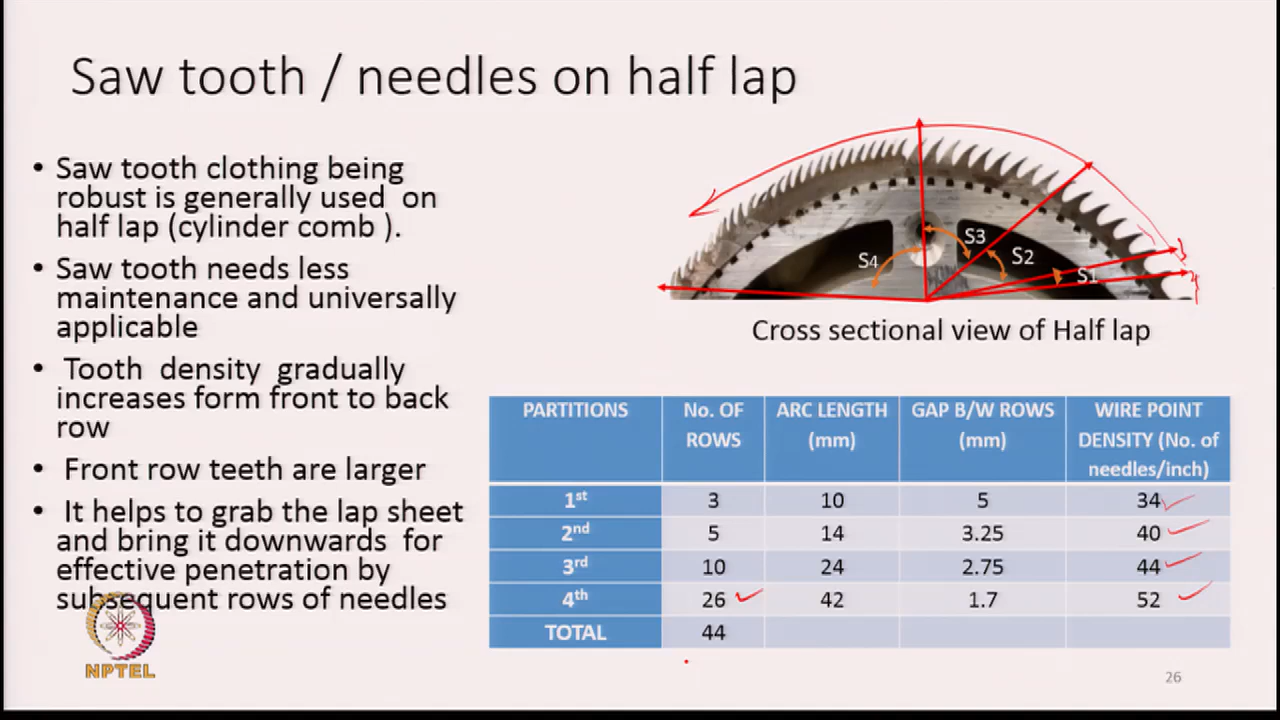 Saw tooth / needles on half lap
• Saw tooth clothing being
robust is generally used on
half lap (cylinder comb ).
• Saw tooth needs less
maintenance and universally
applicable
• Tooth density gradually
increases form front to back
row
• Front row teeth are larger
• It helps to grab the lap sheet
and bring it downwards for
effective penetration by
subsequent rows of needles
S4
S3
S2
S1
Cross sectional view of Half lap
PARTITIONS No. OF ROWS ARC LENGTH (mm) GAP B/W ROWS (mm) WIRE POINT DENSITY (No. of needles/inch)
1st 3 10 5 34
2nd 5 14 3.25 40
3rd 10 24 2.75 44
4th 26 42 1.7 52
TOTAL 44
NPTEL
26